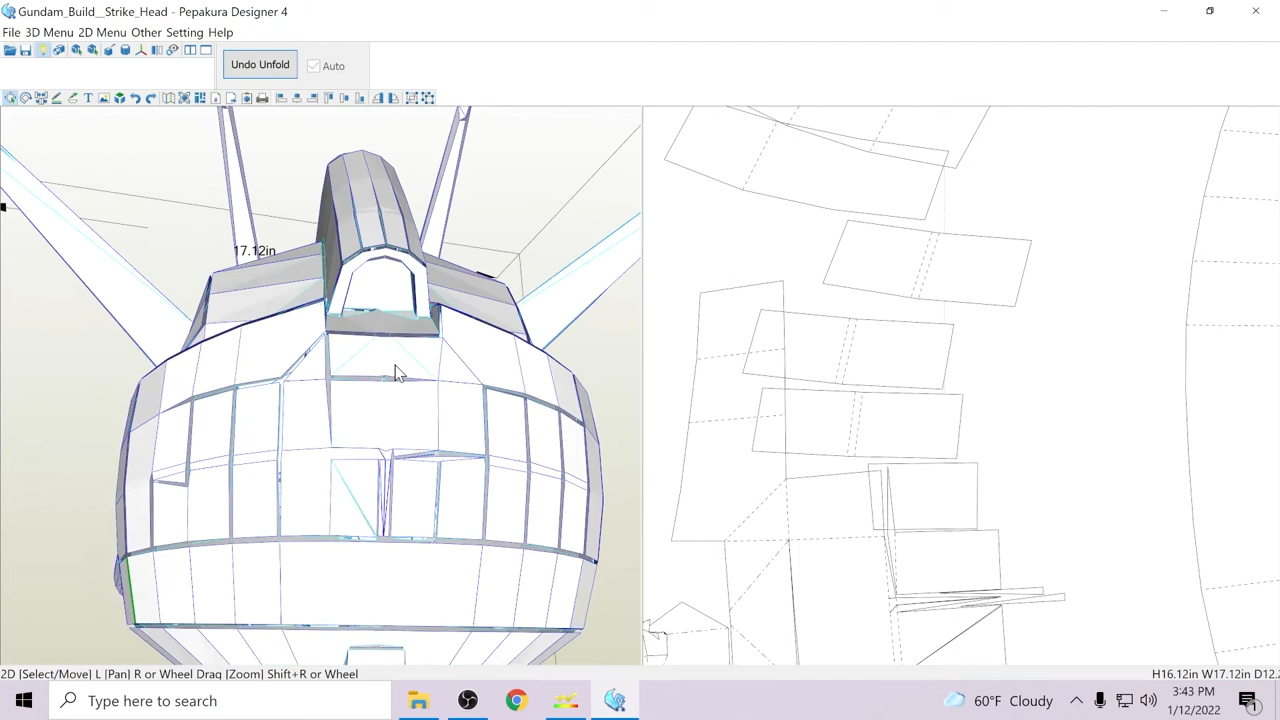 Gundam_Build__Strike_Head - Pepakura Designer 4
File 3D Menu 2D Menu Other Setting Help
Undo Unfold
Auto
17.12in
2D [Select/Move] L [Pan] R or Wheel Drag [Zoom] Shift+R or Wheel
H16.12in W17.12in D12.2
Type here to search
60°F Cloudy
3:43 PM
1/12/2022
1